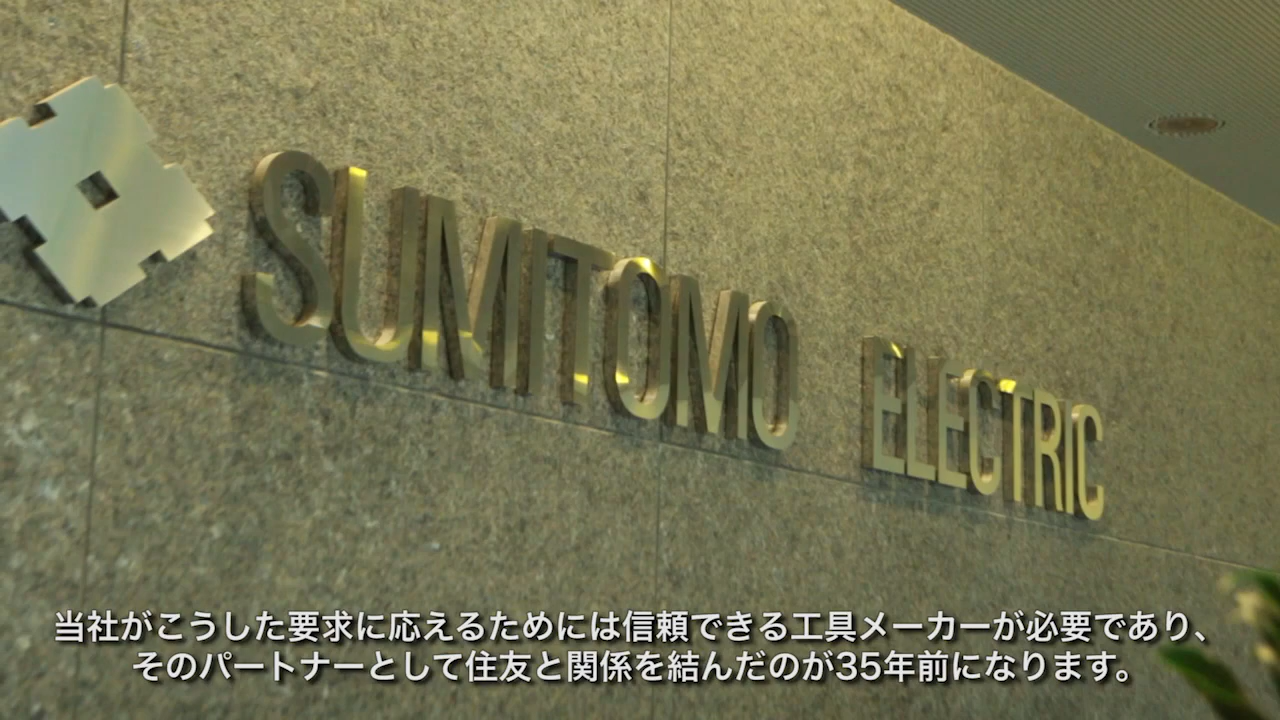 SUMITOMO ELECTRIC
当社がこうした要求に応えるためには信頼できる工具メーカーが必要であり、
そのパートナーとして住友と関係を結んだのが35年前になります。